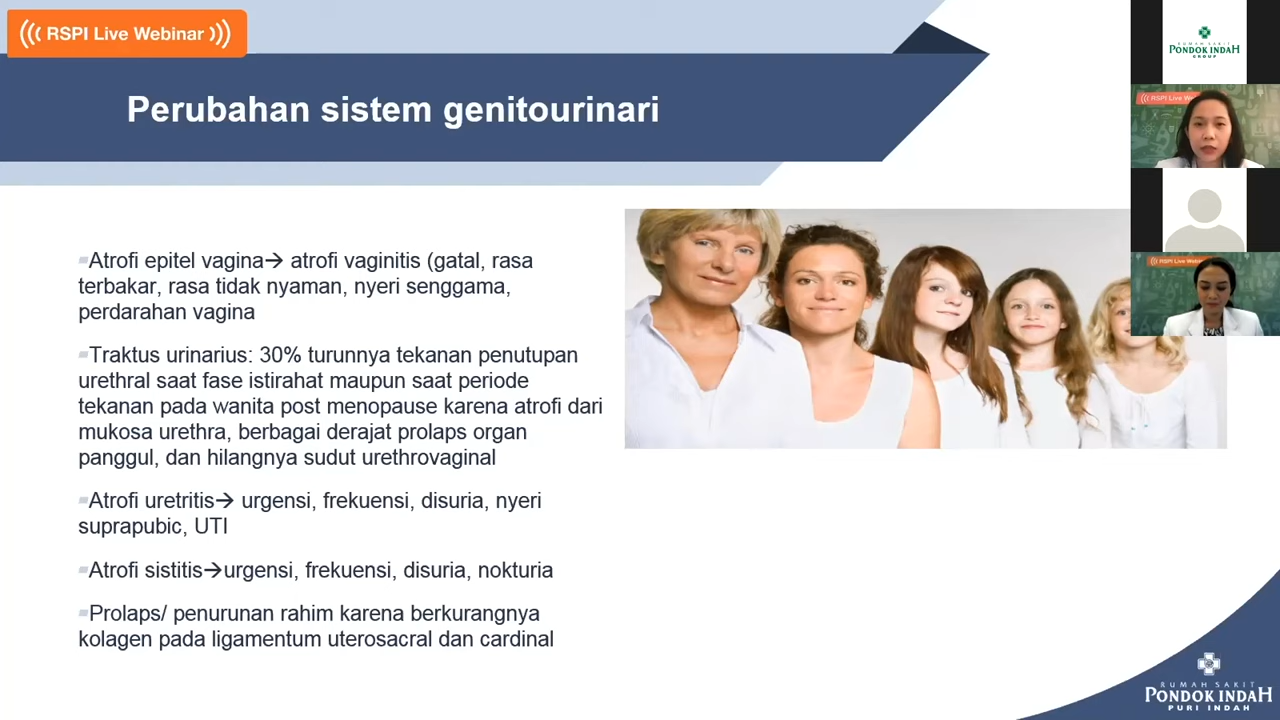 RSPI Live Webinar
Perubahan sistem genitourinari
Atrofi epitel vagina→ atrofi vaginitis (gatal, rasa
terbakar, rasa tidak nyaman, nyeri senggama,
perdarahan vagina
Traktus urinarius: 30% turunnya tekanan penutupan
urethral saat fase istirahat maupun saat periode
tekanan pada wanita post menopause karena atrofi dari
mukosa urethra, berbagai derajat prolaps organ
panggul, dan hilangnya sudut urethrovaginal
Atrofi uretritis→ urgensi, frekuensi, disuria, nyeri
suprapubic, UTI
Atrofi sistitis→urgensi, frekuensi, disuria, nokturia
Prolaps/ penurunan rahim karena berkurangnya
kolagen pada ligamentum uterosacral dan cardinal
RUMAH SAKIT
PONDOK INDAH
GROUP
RSPI Live We
RSPI Live Webinar
RUMAH SAKIT
PONDOK INDAH
PURI INDAH